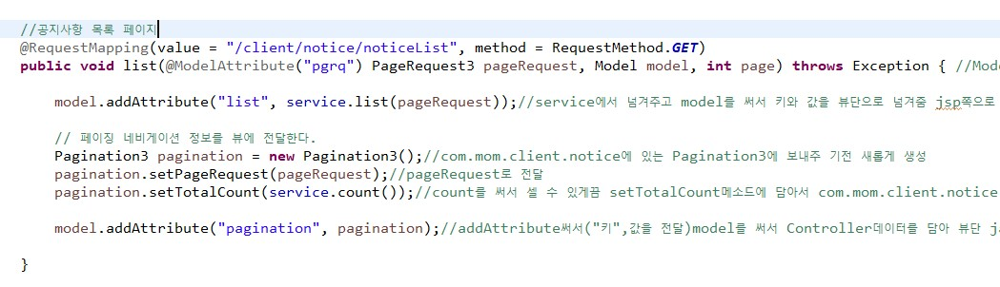 //공지사항 목록 페이지
@RequestMapping(value = "/client/notice/noticeList", method = RequestMethod.GET)
public void list(@ModelAttribute("pgrq") PageRequest3 pageRequest, Model model, int page) throws Exception { //Mod
model.addAttribute("list", service.list(pageRequest));//service에서 넘겨주고 model를 써서 키와 값을 뷰단으로 넘겨줌 jsp쪽으로
// 페이징 네비게이션 정보를 뷰에 전달한다.
Pagination3 pagination = new Pagination3();//com.mom.client.notice에 있는 Pagination3에 보내주 기전 새롭게 생성
pagination.setPageRequest(pageRequest);//pageRequest로 전달
pagination.setTotalCount(service.count());//count를 써서 셀 수 있게끔 setTotalCount메소드에 담아서 com.mom.client.notice
model.addAttribute("pagination", pagination);//addAttribute써서("키",값을 전달)model를 써서 Controller데이터를 담아 뷰단 j
}